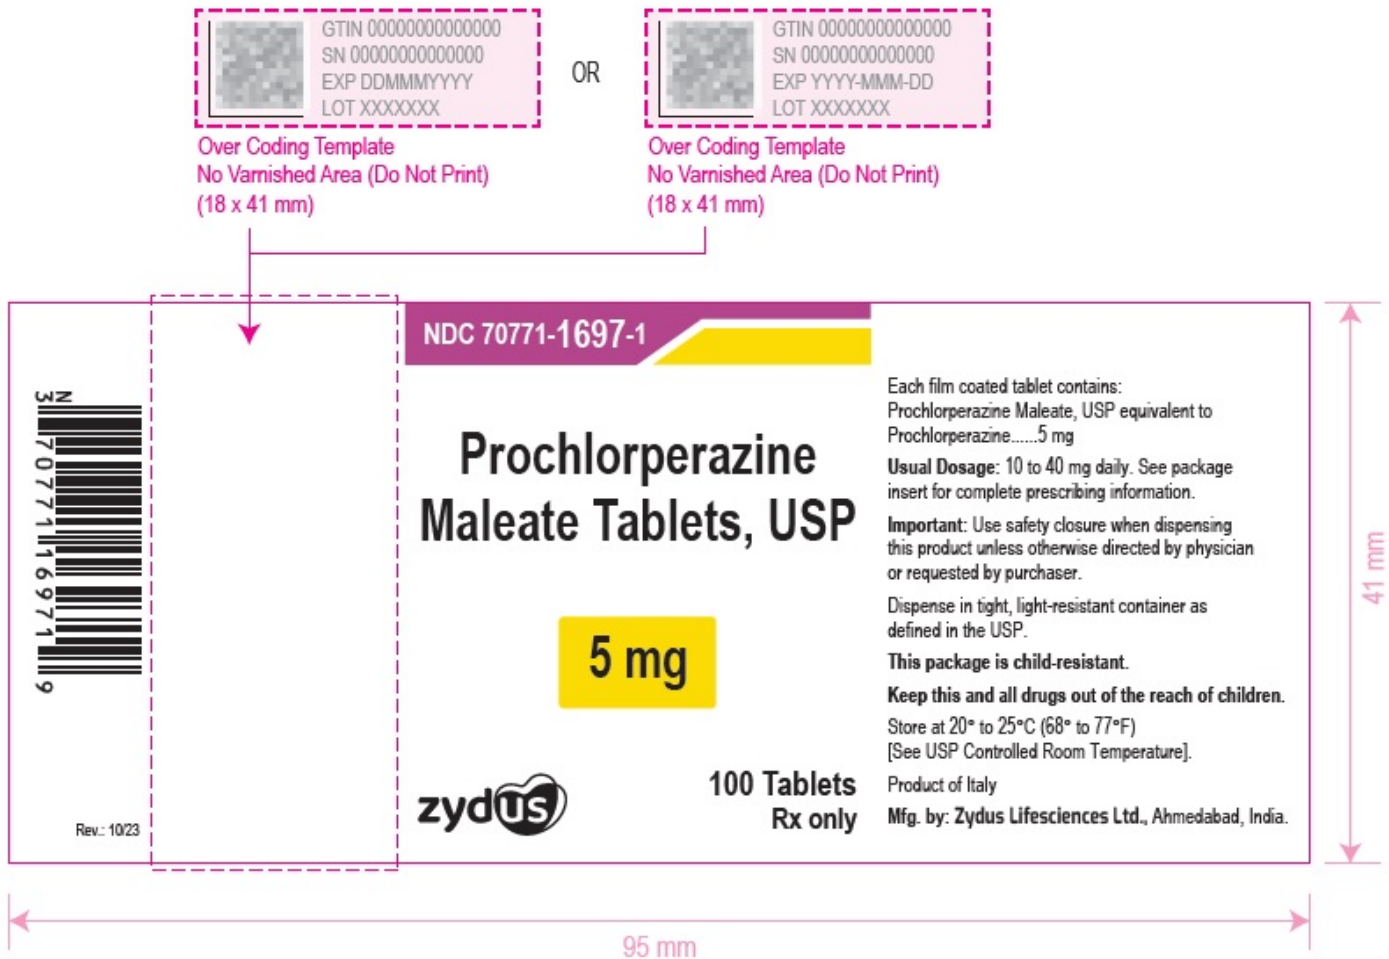 GTIN 00000000000000
SN 00000000000000
EXP DDMMMYYYY
LOT XXXXXXX
OR
GTIN 00000000000000
SN 00000000000000
EXP YYYY-MMM-DD
LOT XXXXXXX
Over Coding Template
No Varnished Area (Do Not Print)
(18 x 41 mm)
Over Coding Template
No Varnished Area (Do Not Print)
(18 x 41 mm)
N
3 70771 16971 9
Rev.: 10/23
NDC 70771-1697-1
Prochlorperazine
Maleate Tablets, USP
5 mg
zydus
100 Tablets
Rx only
Each film coated tablet contains:
Prochlorperazine Maleate, USP equivalent to
Prochlorperazine......5 mg
Usual Dosage: 10 to 40 mg daily. See package
insert for complete prescribing information.
Important: Use safety closure when dispensing
this product unless otherwise directed by physician
or requested by purchaser.
Dispense in tight, light-resistant container as
defined in the USP.
This package is child-resistant.
Keep this and all drugs out of the reach of children.
Store at 20° to 25°C (68° to 77°F)
[See USP Controlled Room Temperature].
Product of Italy
Mfg. by: Zydus Lifesciences Ltd., Ahmedabad, India.
41 mm
95 mm